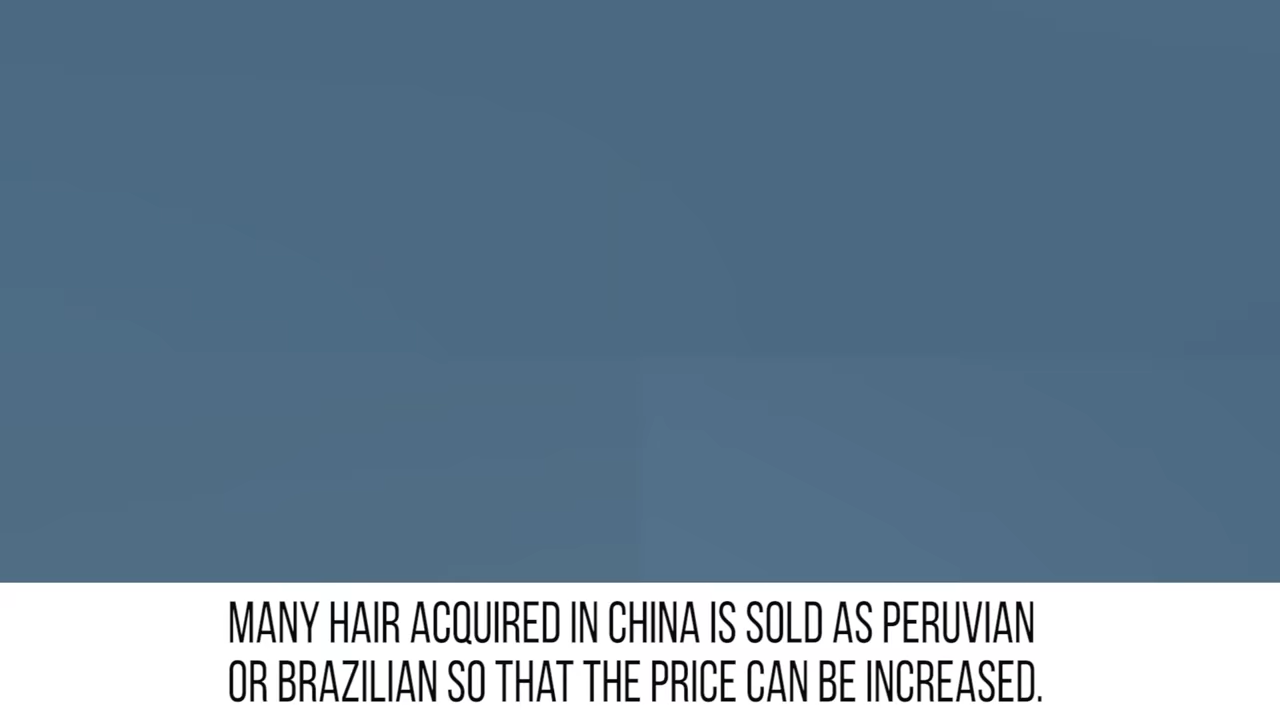 MANY HAIR ACQUIRED IN CHINA IS SOLD AS PERUVIAN
OR BRAZILIAN SO THAT THE PRICE CAN BE INCREASED.